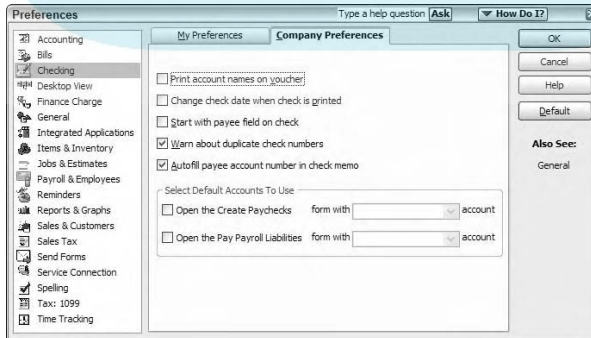 Preferences
Type a help question Ask How Do I?
Accounting
Bills
Checking
Desktop View
Finance Charge
General
Integrated Applications
Items & Inventory
Jobs & Estimates
Payroll & Employees
Reminders
Reports & Graphs
Sales & Customers
Sales Tax
Send Forms
Service Connection
Spelling
Tax: 1099
Time Tracking
My Preferences
Company Preferences
Print account names on voucher
Change check date when check is printed
Start with payee field on check
Warn about duplicate check numbers
Autofill payee account number in check memo
Select Default Accounts To Use
Open the Create Paychecks form with account
Open the Pay Payroll Liabilities form with account
OK
Cancel
Help
Default
Also See:
General